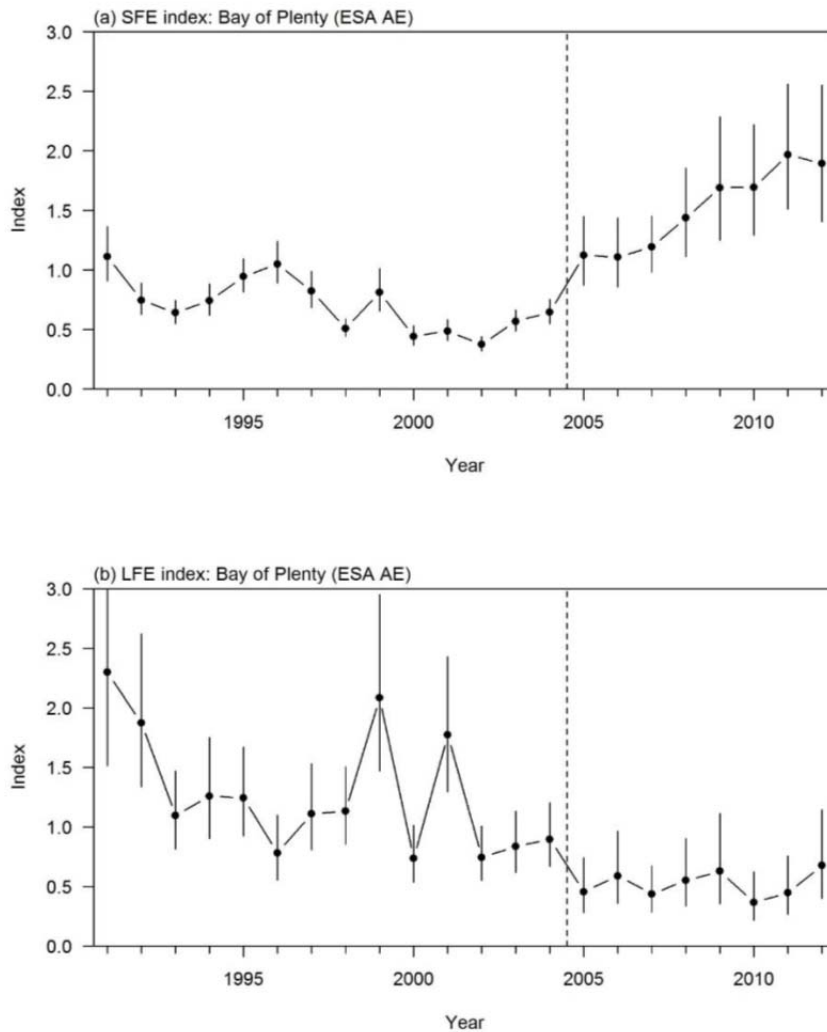 (a) SFE index: Bay of Plenty (ESA AE)
3.0
2.5
2.0
1.5
1.0
0.5
0.0
Index
1995 2000 2005 2010
Year
(b) LFE index: Bay of Plenty (ESA AE)
3.0
2.5
2.0
1.5
1.0
0.5
0.0
Index
1995 2000 2005 2010
Year